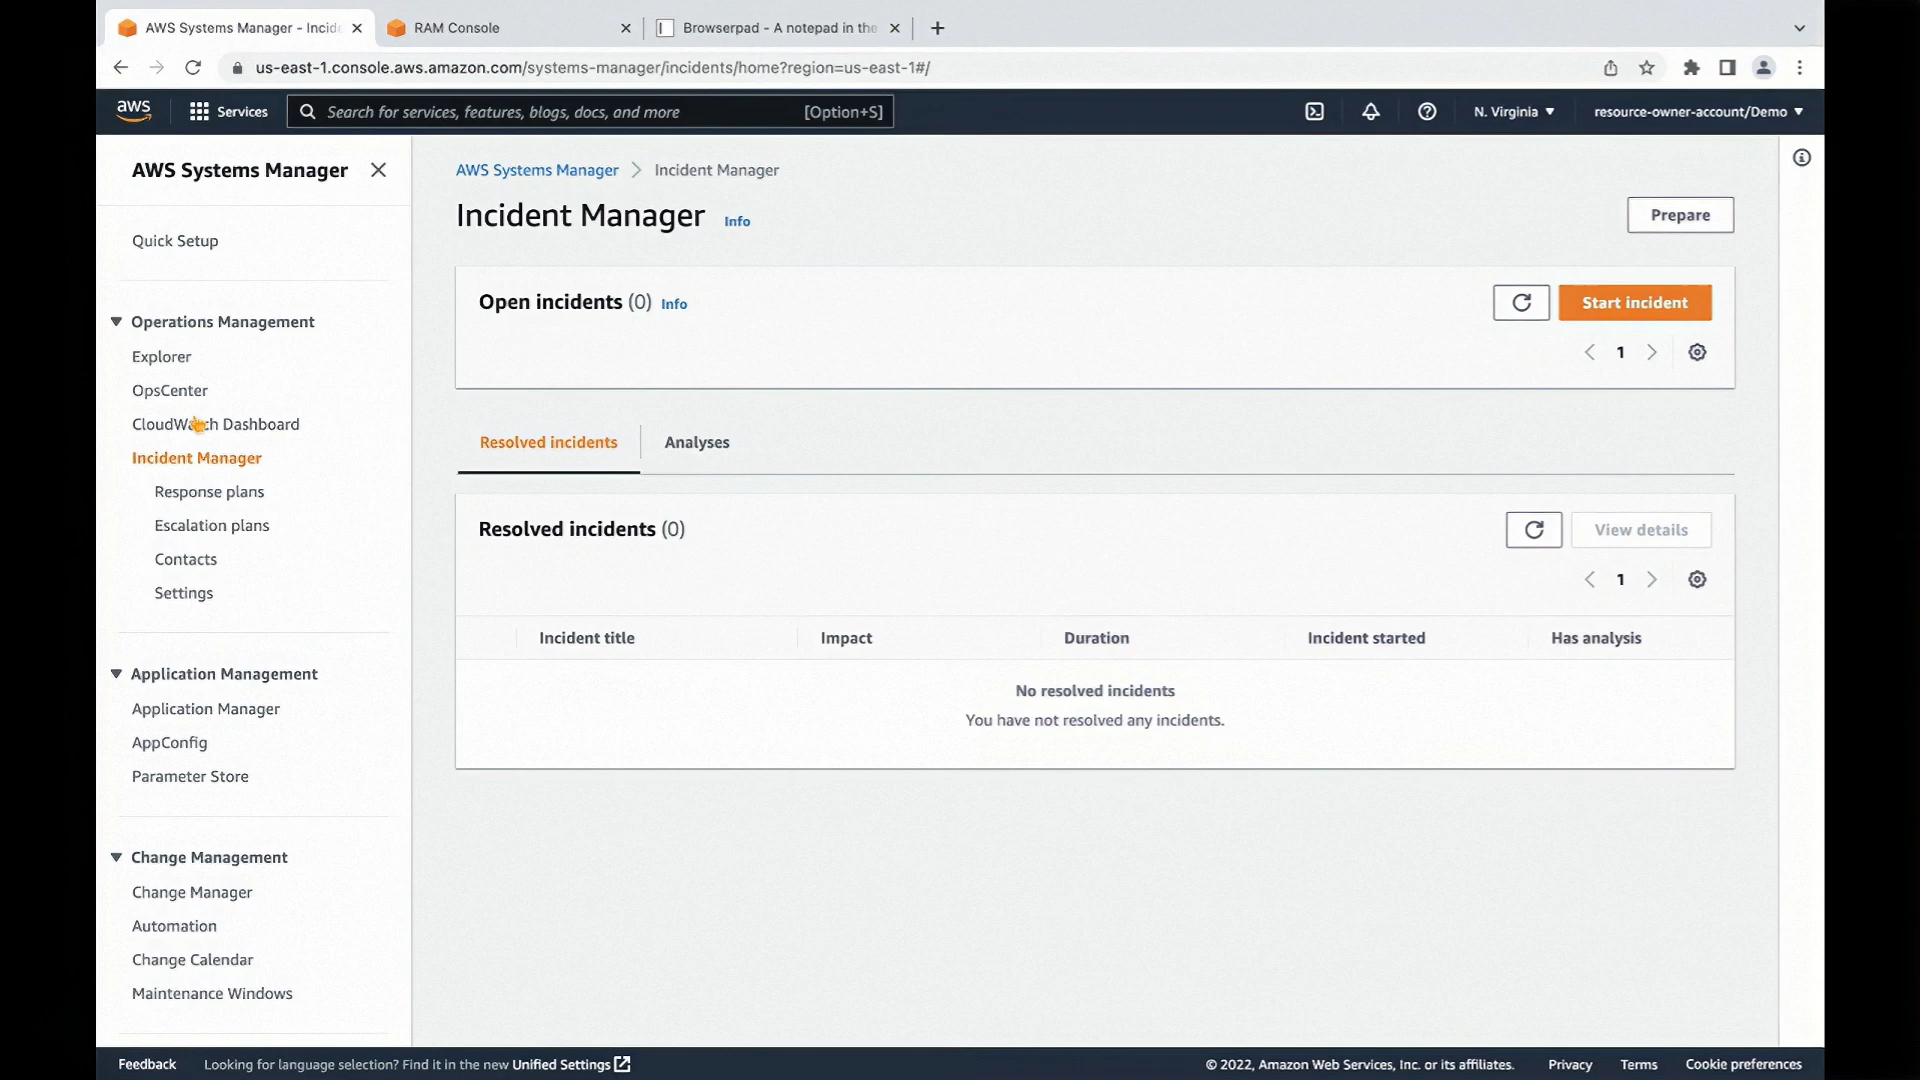 AWS Systems Manager - Incide
RAM Console
Browserpad - A notepad in the
us-east-1.console.aws.amazon.com/systems-manager/incidents/home?region=us-east-1#/
aws
Services
Search for services, features, blogs, docs, and more
[Option+S]
N. Virginia
resource-owner-account/Demo
AWS Systems Manager
Quick Setup
Operations Management
Explorer
OpsCenter
CloudWatch Dashboard
Incident Manager
Response plans
Escalation plans
Contacts
Settings
Application Management
Application Manager
AppConfig
Parameter Store
Change Management
Change Manager
Automation
Change Calendar
Maintenance Windows
AWS Systems Manager
Incident Manager
Incident Manager Info
Prepare
Open incidents (0) Info
Start incident
1
Resolved incidents
Analyses
Resolved incidents (0)
View details
1
Incident title
Impact
Duration
Incident started
Has analysis
No resolved incidents
You have not resolved any incidents.
Feedback
Looking for language selection? Find it in the new Unified Settings
© 2022, Amazon Web Services, Inc. or its affiliates.
Privacy
Terms
Cookie preferences